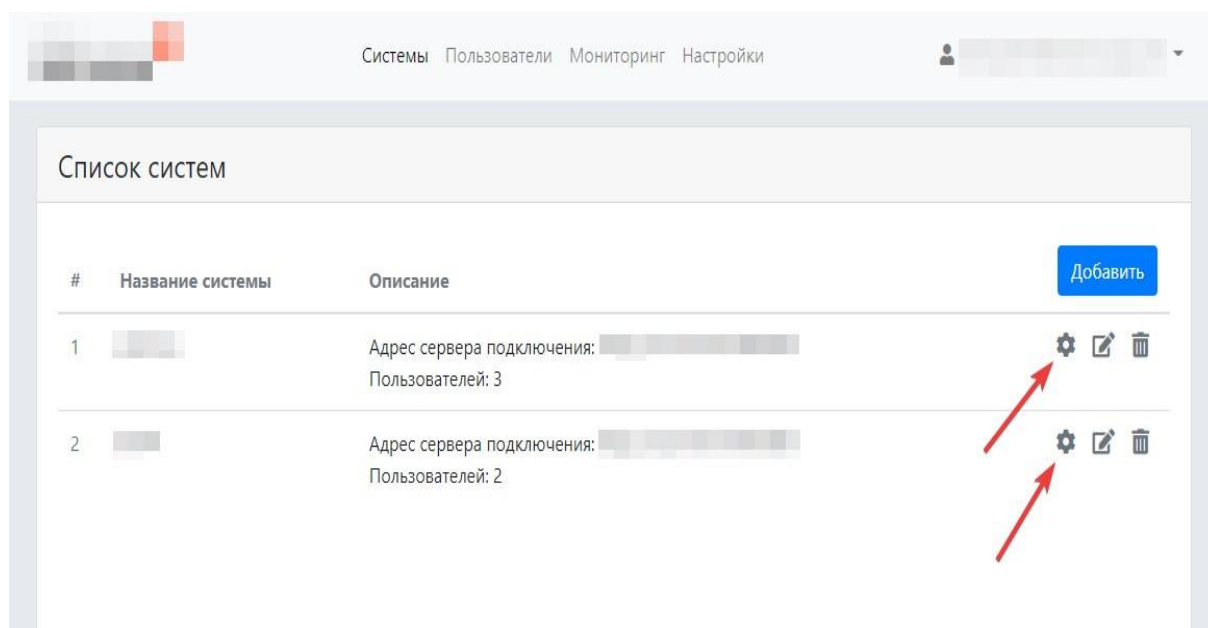 Системы Пользователи Мониторинг Настройки
Список систем
# Название системы Описание Добавить
1 Адрес сервера подключения:
Пользователей: 3
2 Адрес сервера подключения:
Пользователей: 2